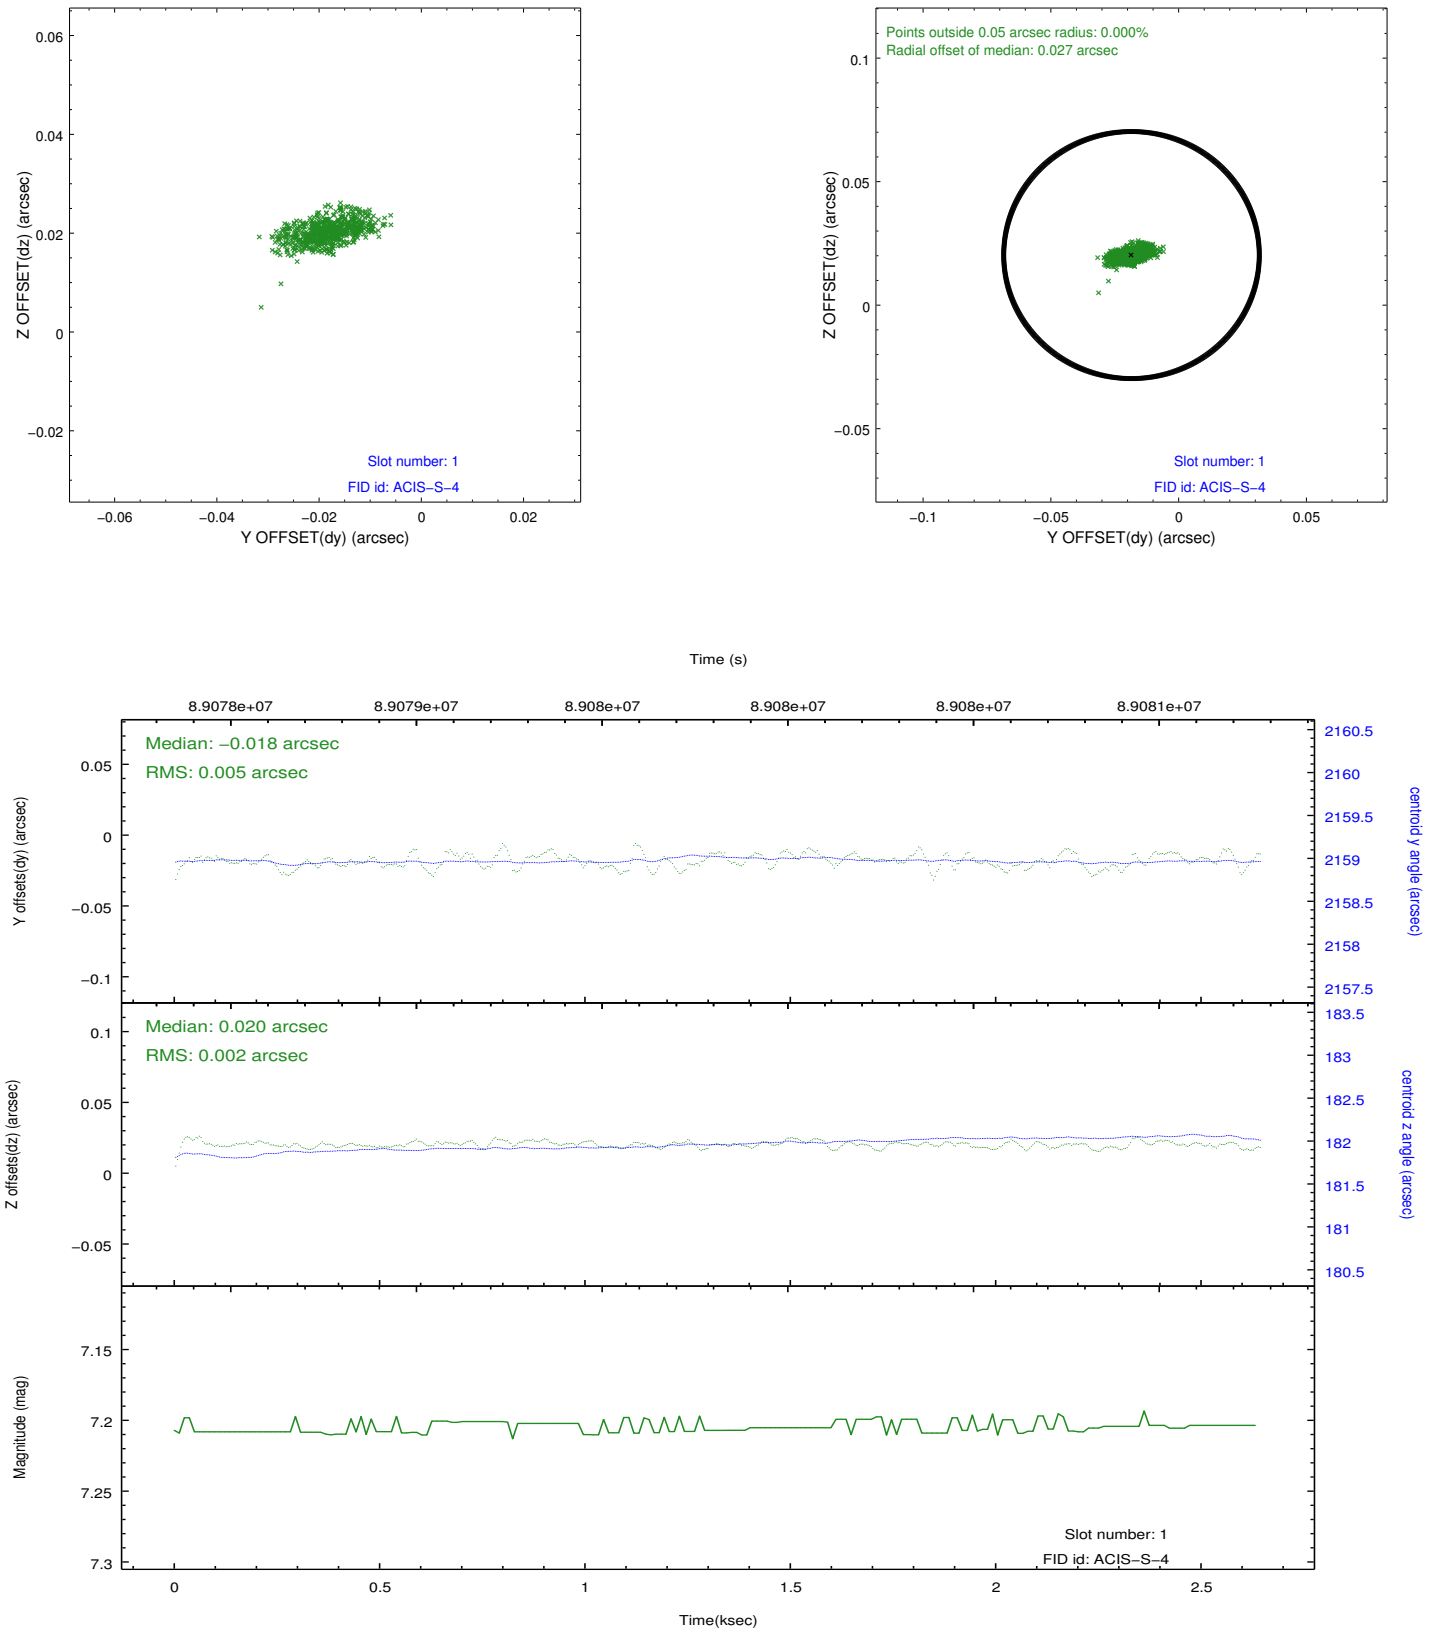 0.06
0.04
0.02
0
−0.02
Z OFFSET(dz) (arcsec)
Slot number: 1
FID id: ACIS−S−4
−0.06 −0.04 −0.02 0 0.02
Y OFFSET(dy) (arcsec)
Points outside 0.05 arcsec radius: 0.000%
Radial offset of median: 0.027 arcsec
0.1
0.05
0
−0.05
Z OFFSET(dz) (arcsec)
Slot number: 1
FID id: ACIS−S−4
−0.1 −0.05 0 0.05
Y OFFSET(dy) (arcsec)
Time (s)
8.9078e+07 8.9079e+07 8.908e+07 8.908e+07 8.908e+07 8.9081e+07
Median: −0.018 arcsec
RMS: 0.005 arcsec
0.05
0
−0.05
−0.1
Y offsets(dy) (arcsec)
2160.5
2160
2159.5
2159
2158.5
2158
2157.5
centroid y angle (arcsec)
Median: 0.020 arcsec
RMS: 0.002 arcsec
0.1
0.05
0
−0.05
Z offsets(dz) (arcsec)
183.5
183
182.5
182
181.5
181
180.5
centroid z angle (arcsec)
7.15
7.2
7.25
7.3
Magnitude (mag)
Slot number: 1
FID id: ACIS−S−4
0 0.5 1 1.5 2 2.5
Time(ksec)